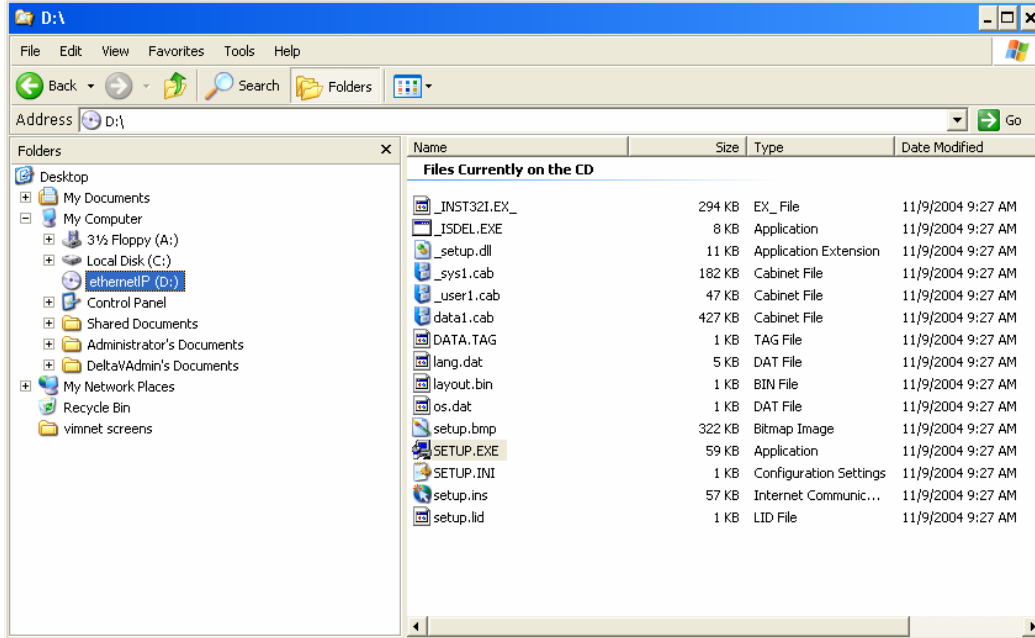 D:\
File Edit View Favorites Tools Help
Back Search Folders
Address D:\ Go
Folders
Desktop
My Documents
My Computer
3½ Floppy (A:)
Local Disk (C:)
ethernetIP (D:)
Control Panel
Shared Documents
Administrator's Documents
DeltaVAdmin's Documents
My Network Places
Recycle Bin
vimnet screens
Name Size Type Date Modified
Files Currently on the CD
_INST32I.EX_ 294 KB EX_ File 11/9/2004 9:27 AM
_ISDEL.EXE 8 KB Application 11/9/2004 9:27 AM
_setup.dll 11 KB Application Extension 11/9/2004 9:27 AM
_sys1.cab 182 KB Cabinet File 11/9/2004 9:27 AM
_user1.cab 47 KB Cabinet File 11/9/2004 9:27 AM
data1.cab 427 KB Cabinet File 11/9/2004 9:27 AM
DATA.TAG 1 KB TAG File 11/9/2004 9:27 AM
lang.dat 5 KB DAT File 11/9/2004 9:27 AM
layout.bin 1 KB BIN File 11/9/2004 9:27 AM
os.dat 1 KB DAT File 11/9/2004 9:27 AM
setup.bmp 322 KB Bitmap Image 11/9/2004 9:27 AM
SETUP.EXE 59 KB Application 11/9/2004 9:27 AM
SETUP.INI 1 KB Configuration Settings 11/9/2004 9:27 AM
setup.ins 57 KB Internet Communic... 11/9/2004 9:27 AM
setup.lid 1 KB LID File 11/9/2004 9:27 AM